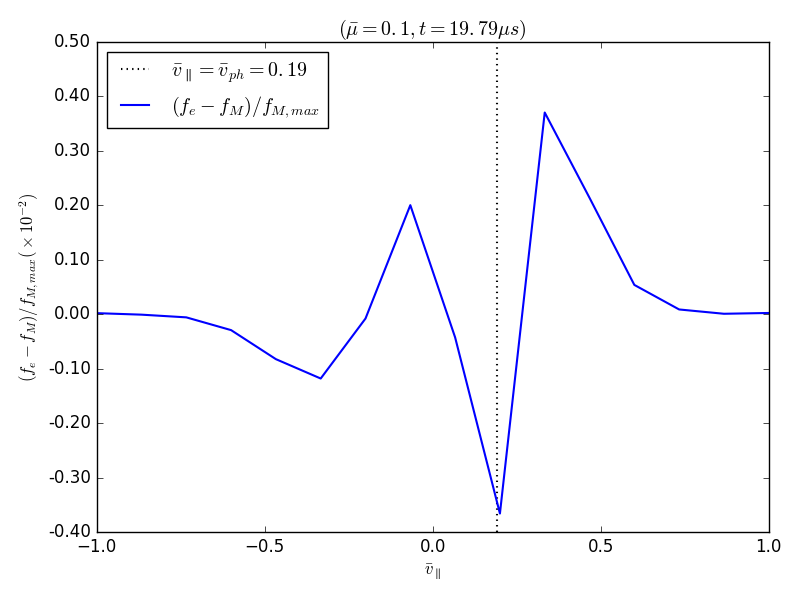 (μ̄ = 0.1, t = 19.79μs)
v̄∥ = v̄ph = 0.19
(fe − fM)/fM,max
0.50
0.40
0.30
0.20
0.10
0.00
-0.10
-0.20
-0.30
-0.40
(fe − fM)/fM,max(×10⁻²)
−1.0 −0.5 0.0 0.5 1.0
v̄∥